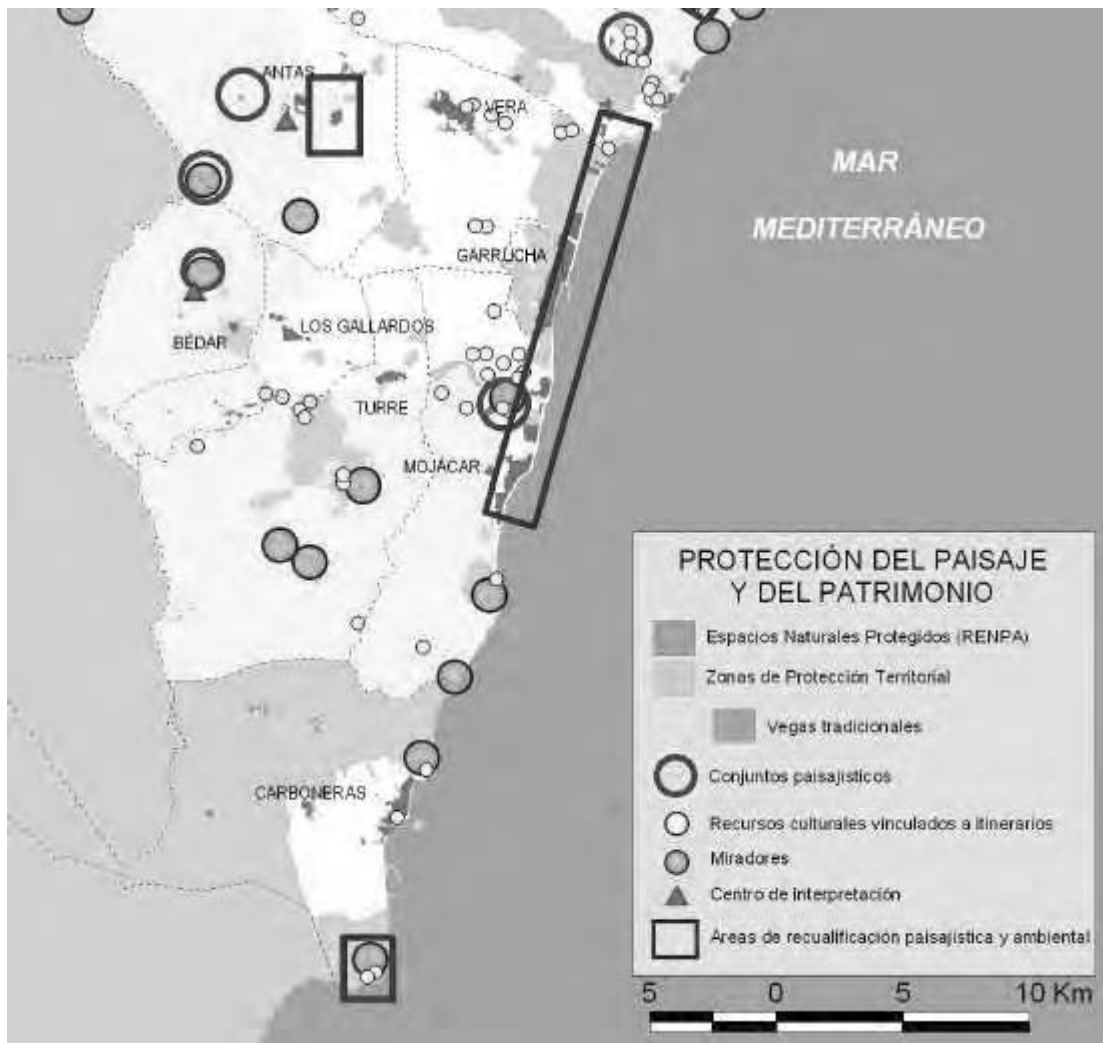 ANTAS
VERA
MAR
MEDITERRÁNEO
GARRUCHA
LOS GALLARDOS
BÉDAR
TURRE
MOJÁCAR
CARBONERAS
PROTECCIÓN DEL PAISAJE
Y DEL PATRIMONIO
Espacios Naturales Protegidos (RENPA)
Zonas de Protección Territorial
Vegas tradicionales
Conjuntos paisajísticos
Recursos culturales vinculados a itinerarios
Miradores
Centro de interpretación
Áreas de recualificación paisajística y ambiental
5 0 5 10 Km